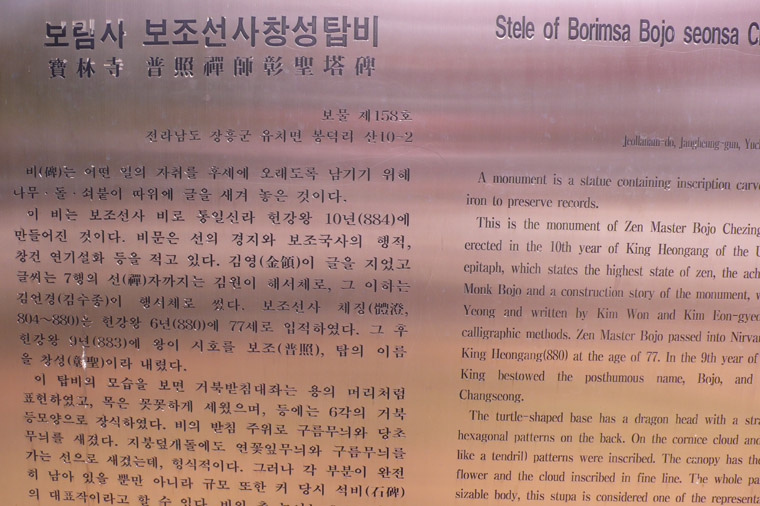 보림사 보조선사창성탑비
寶林寺 普照禪師彰聖塔碑
보물 제158호
전라남도 장흥군 유치면 봉덕리 산10-2
비(碑)는 어떤 일의 자취를 후세에 오래도록 남기기 위해
나무·돌·쇠붙이 따위에 글을 새겨 놓은 것이다.
이 비는 보조선사 비로 통일신라 헌강왕 10년(884)에
만들어진 것이다. 비문은 선의 경지와 보조국사의 행적,
창전 연기설화 등을 적고 있다. 김영(金穎)이 글을 지었고
글씨는 7행의 선(禪)자까지는 김원이 해서체로, 그 이하는
김언경(김수종)이 행서체로 썼다. 보조선사 체징(體澄,
804~880)는 헌강왕 6년(880)에 77세로 입적하였다. 그 후
헌강왕 9년(883)에 왕이 시호를 보조(普照), 탑의 이름
을 창성(彰聖)이라 내렸다.
이 탑비의 모습을 보면 거북받침대좌는 용의 머리처럼
표현하였고, 목은 꼿꼿하게 세웠으며, 등에는 6각의 거북
등모양으로 장식하였다. 비의 받침 주위로 구름무늬와 당초
무늬를 새겼다. 지붕덮개돌에도 연꽃잎무늬와 구름무늬를
가는 선으로 새겼는데, 형식적이다. 그러나 각 부분이 완전
히 남아 있을 뿐만 아니라 규모 또한 커 당시 석비(石碑)
의 대표작이라고 할 수 있다.
Stele of Borimsa Bojo seonsa C
Jeollanam-do, Jangheung-gun, Yuc
A monument is a statue containing inscription carv
iron to preserve records.
This is the monument of Zen Master Bojo Chezing
erected in the 10th year of King Heongang of the U
epitaph, which states the highest state of zen, the ach
Monk Bojo and a construction story of the monument, w
Yeong and written by Kim Won and Kim Eon-gyeo
calligraphic methods. Zen Master Bojo passed into Nirvar
King Heongang(880) at the age of 77. In the 9th year of
King bestowed the posthumous name, Bojo, and
Changseong.
The turtle-shaped base has a dragon head with a stra
hexagonal patterns on the back. On the cornice cloud and
like a tendril) patterns were inscribed. The canopy has the
flower and the cloud inscribed in fine line. The whole pa
sizable body, this stupa is considered one of the representa